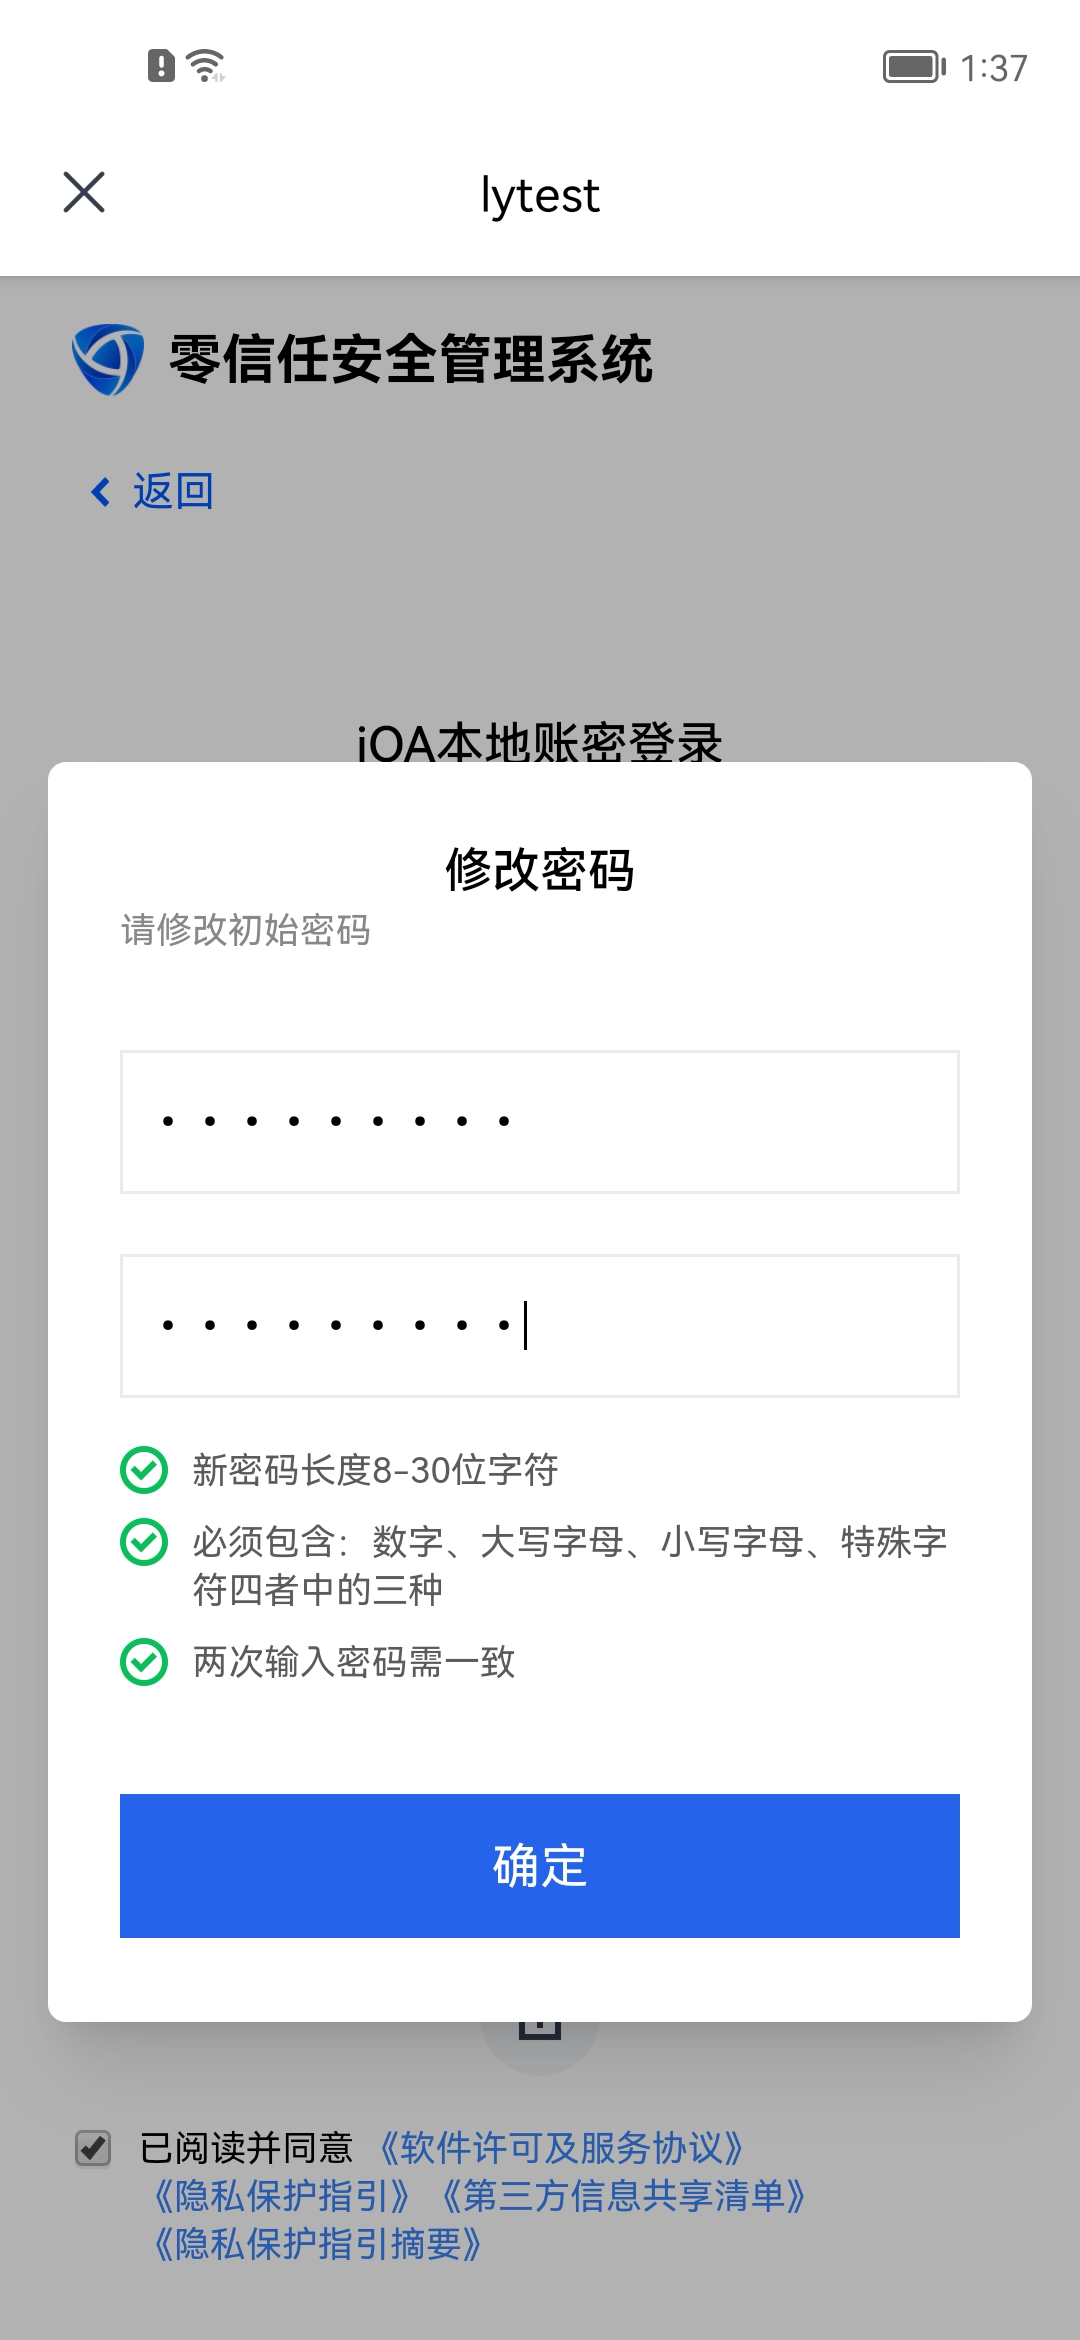 1:37
lytest
零信任安全管理系统
返回
iOA本地账密登录
修改密码
请修改初始密码
新密码长度8-30位字符
必须包含：数字、大写字母、小写字母、特殊字
符四者中的三种
两次输入密码需一致
确定
已阅读并同意 《软件许可及服务协议》
《隐私保护指引》《第三方信息共享清单》
《隐私保护指引摘要》